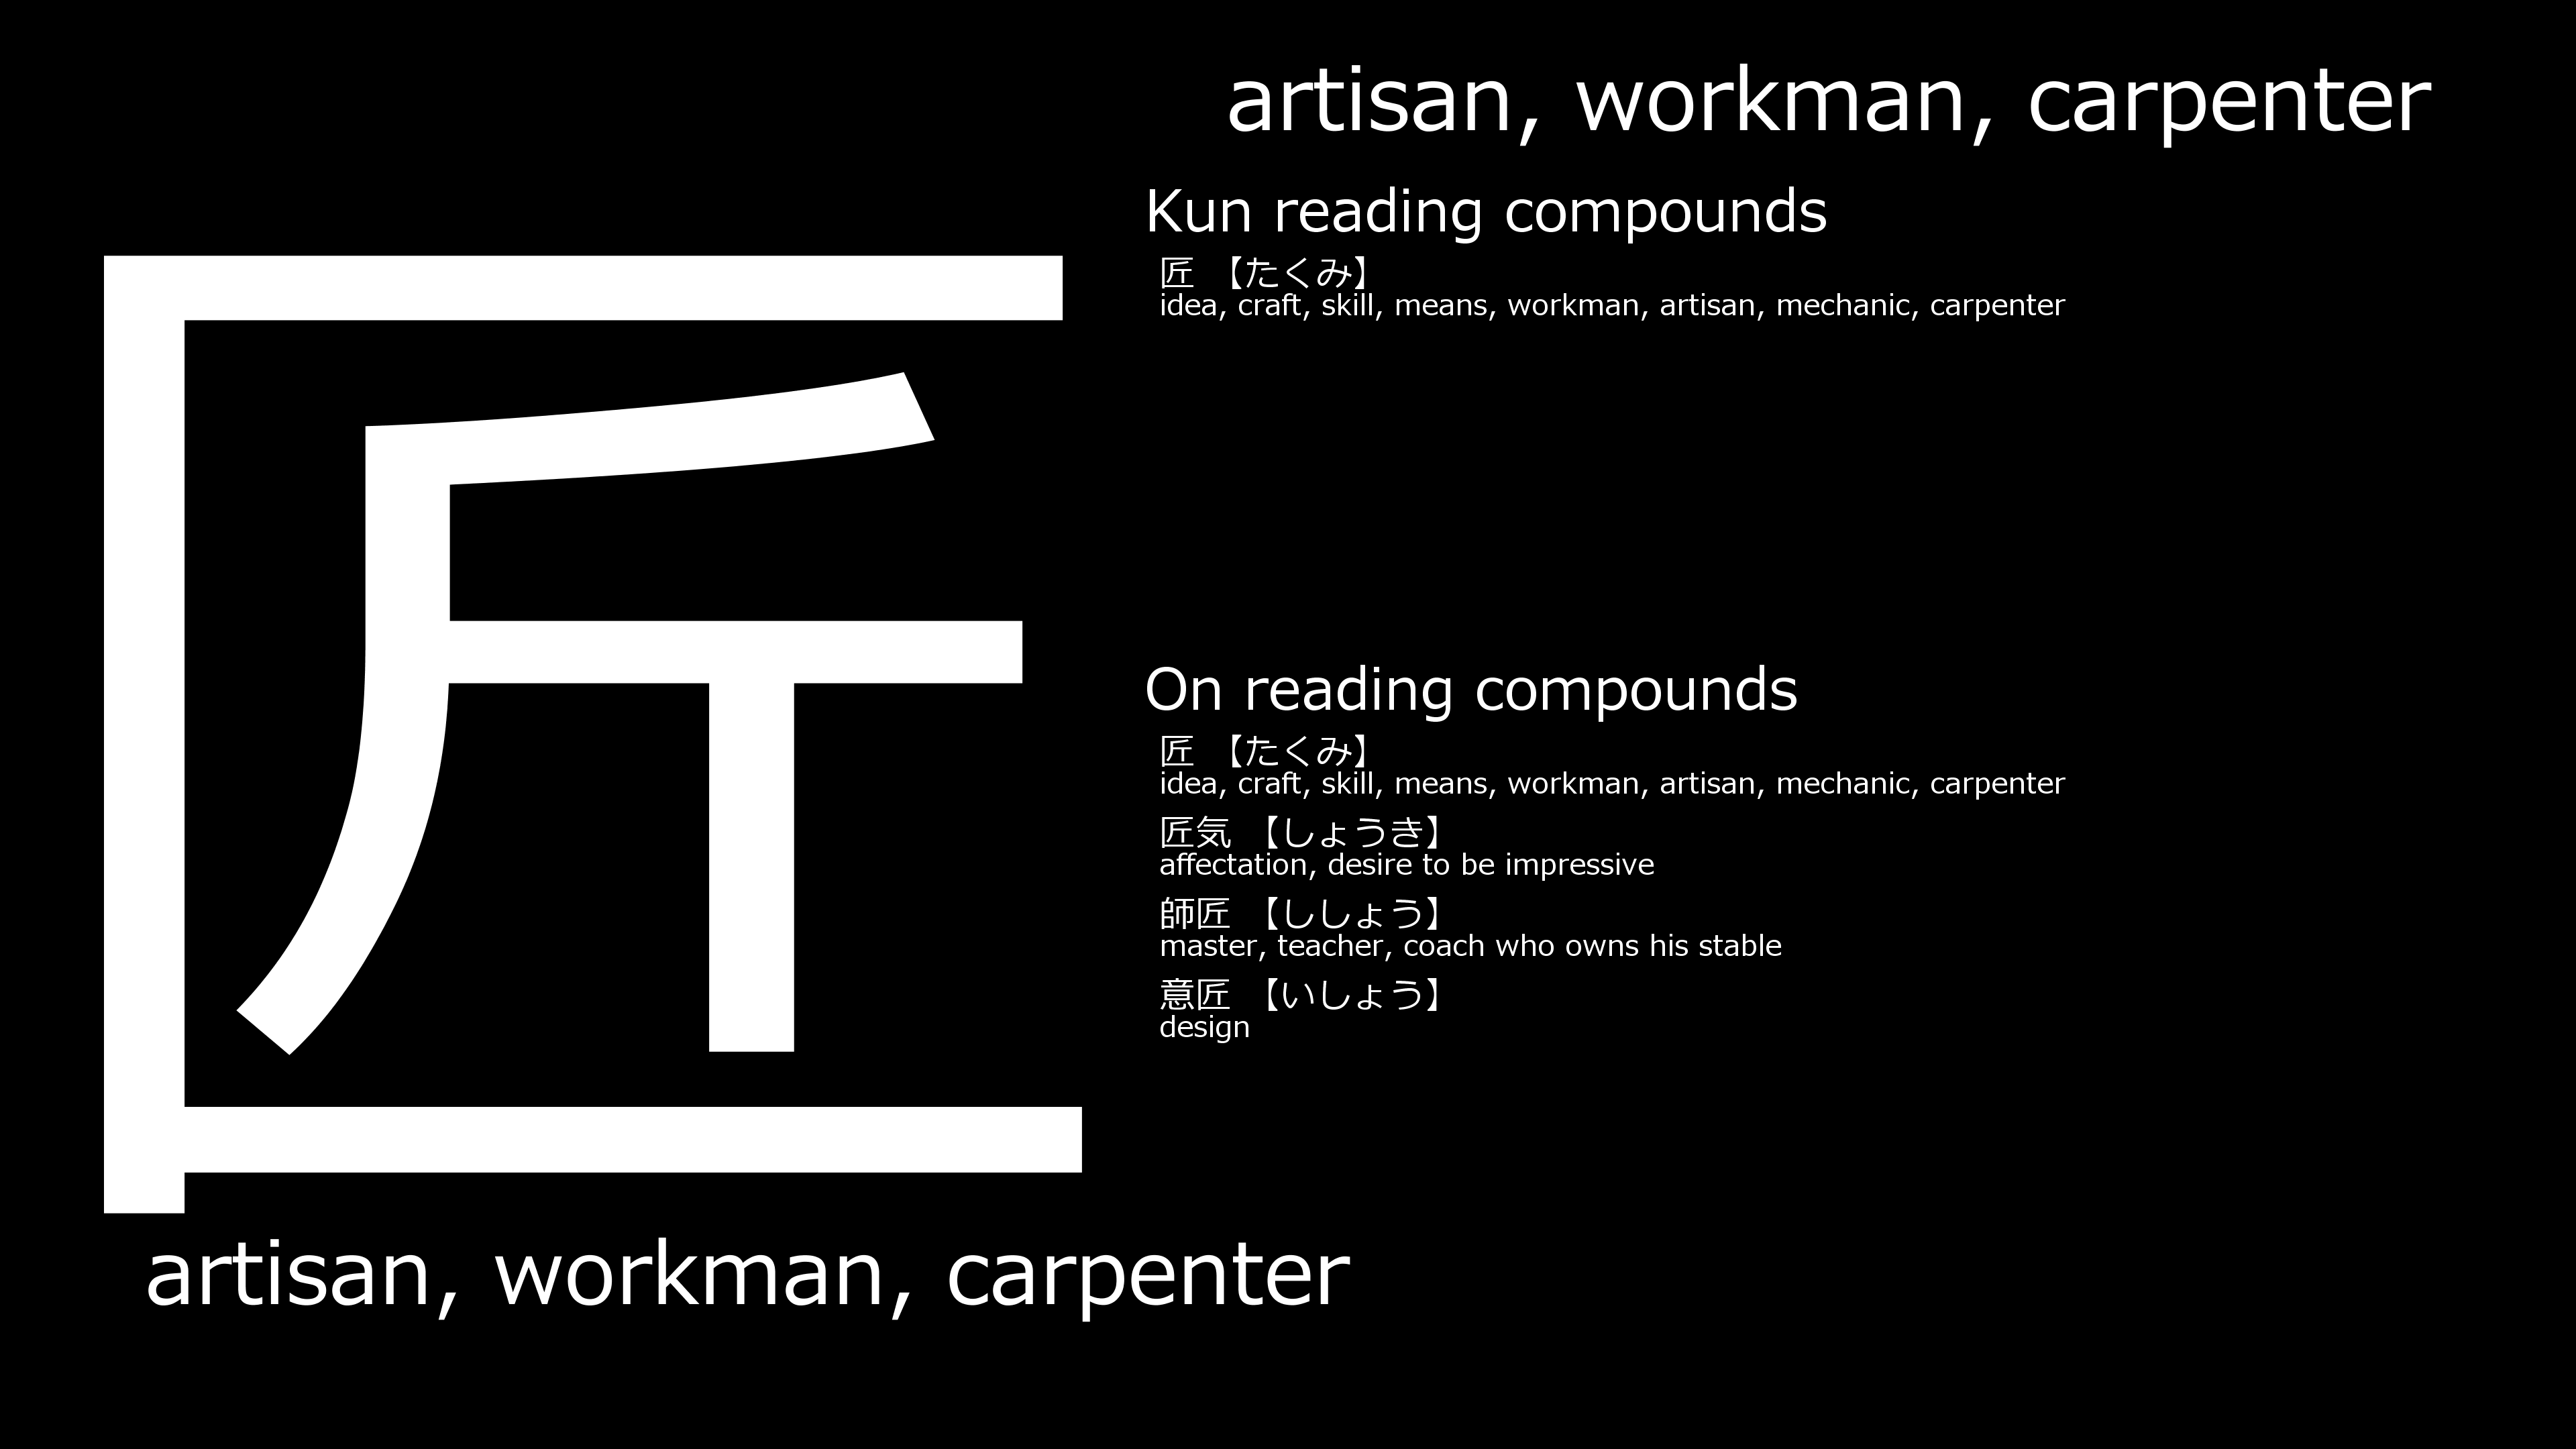 匠
artisan, workman, carpenter
artisan, workman, carpenter
Kun reading compounds
匠 【たくみ】
idea, craft, skill, means, workman, artisan, mechanic, carpenter
On reading compounds
匠 【たくみ】
idea, craft, skill, means, workman, artisan, mechanic, carpenter
匠気 【しょうき】
affectation, desire to be impressive
師匠 【ししょう】
master, teacher, coach who owns his stable
意匠 【いしょう】
design